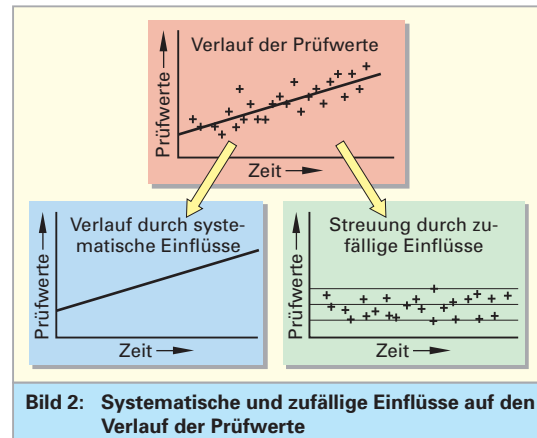 Verlauf der Prüfwerte
Prüfwerte
Zeit
Verlauf durch syste-
matische Einflüsse
Prüfwerte
Zeit
Streuung durch zu-
fällige Einflüsse
Prüfwerte
Zeit
Bild 2: Systematische und zufällige Einflüsse auf den
Verlauf der Prüfwerte